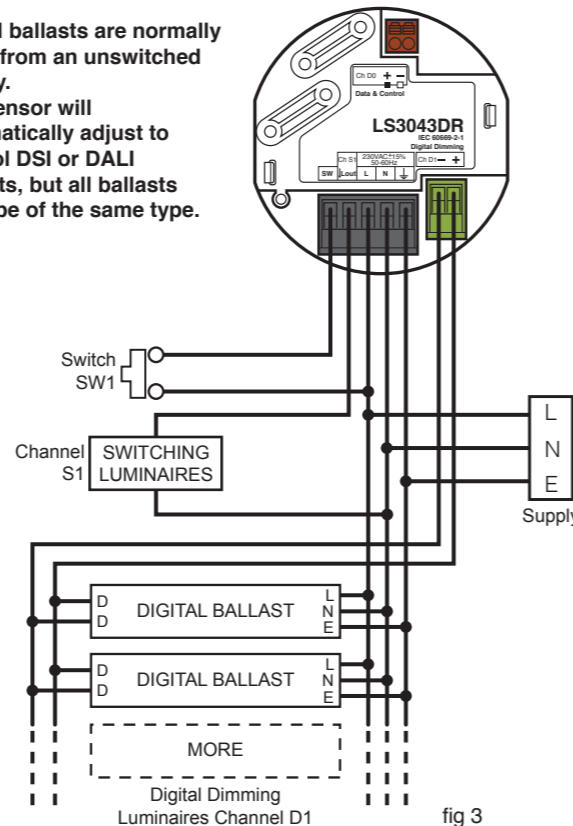 l ballasts are normally
from an unswitched
y.
ensor will
atically adjust to
ol DSI or DALI
ts, but all ballasts
be of the same type.
Ch D0 + −
Data & Control
LS3043DR
IEC 60669-2-1
Digital Dimming
Ch S1 230VAC±15% 50-60Hz Ch D1 − +
SW Lout L N
Switch
SW1
Channel
S1
SWITCHING
LUMINAIRES
L
N
E
Supply
D
D
DIGITAL BALLAST
L
N
E
D
D
DIGITAL BALLAST
L
N
E
MORE
Digital Dimming
Luminaires Channel D1
fig 3